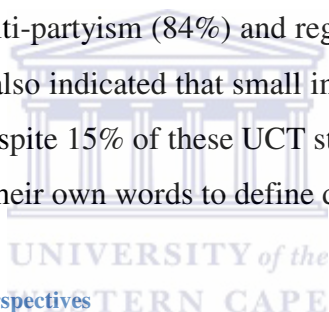 ti-partyism (84%) and reg
also indicated that small in
spite 15% of these UCT st
heir own words to define d
UNIVERSITY of the
rspectives
WESTERN CAPE